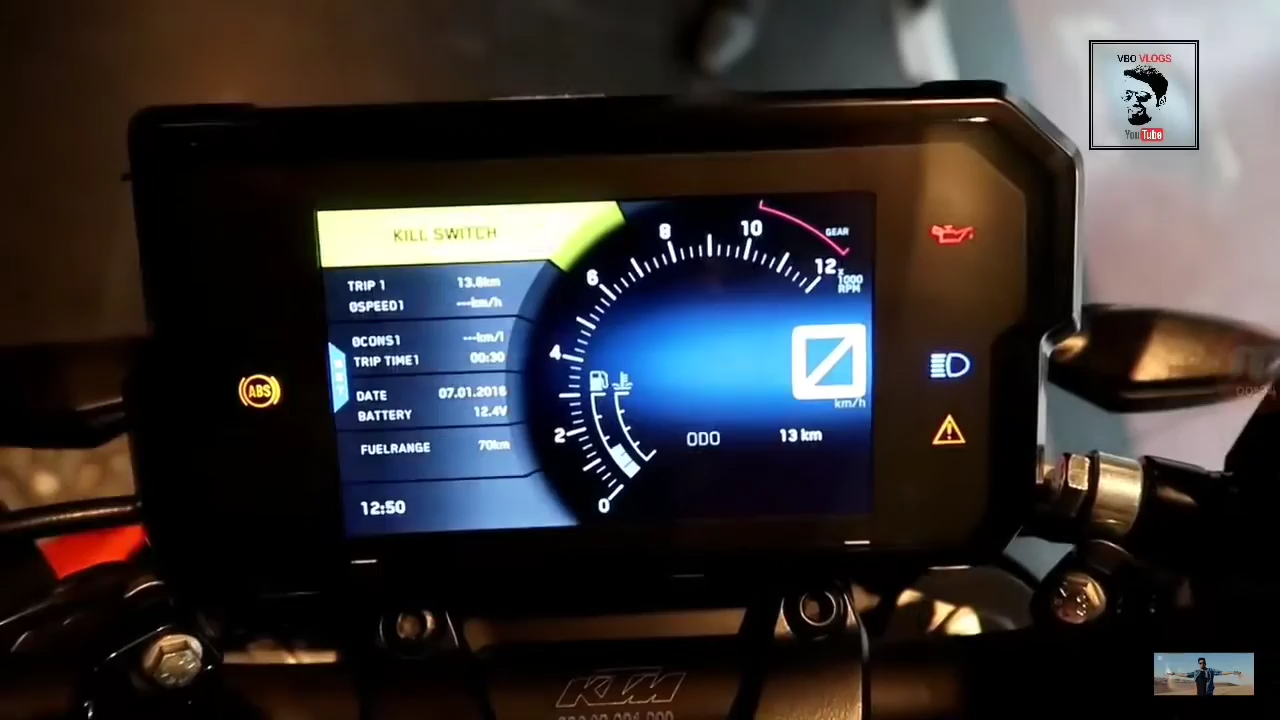 VBO VLOGS
YouTube
KILL SWITCH
TRIP 1 13.8km
ØSPEED1 ---km/h
ØCONS1 ---km/l
TRIP TIME1 00:30
DATE 07.01.2016
BATTERY 12.4V
FUELRANGE 70km
12:50
0
2
4
6
8
10
12
x 1000 RPM
GEAR
km/h
ODO 13 km
ABS
KTM